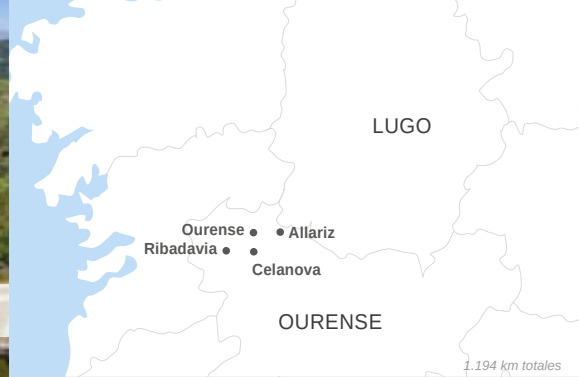 LUGO
Ourense
Allariz
Ribadavia
Celanova
OURENSE
1.194 km totales